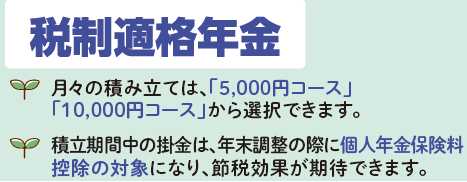 税制適格年金
月々の積み立ては、「5,000円コース」
「10,000円コース」から選択できます。
積立期間中の掛金は、年末調整の際に個人年金保険料
控除の対象になり、節税効果が期待できます。